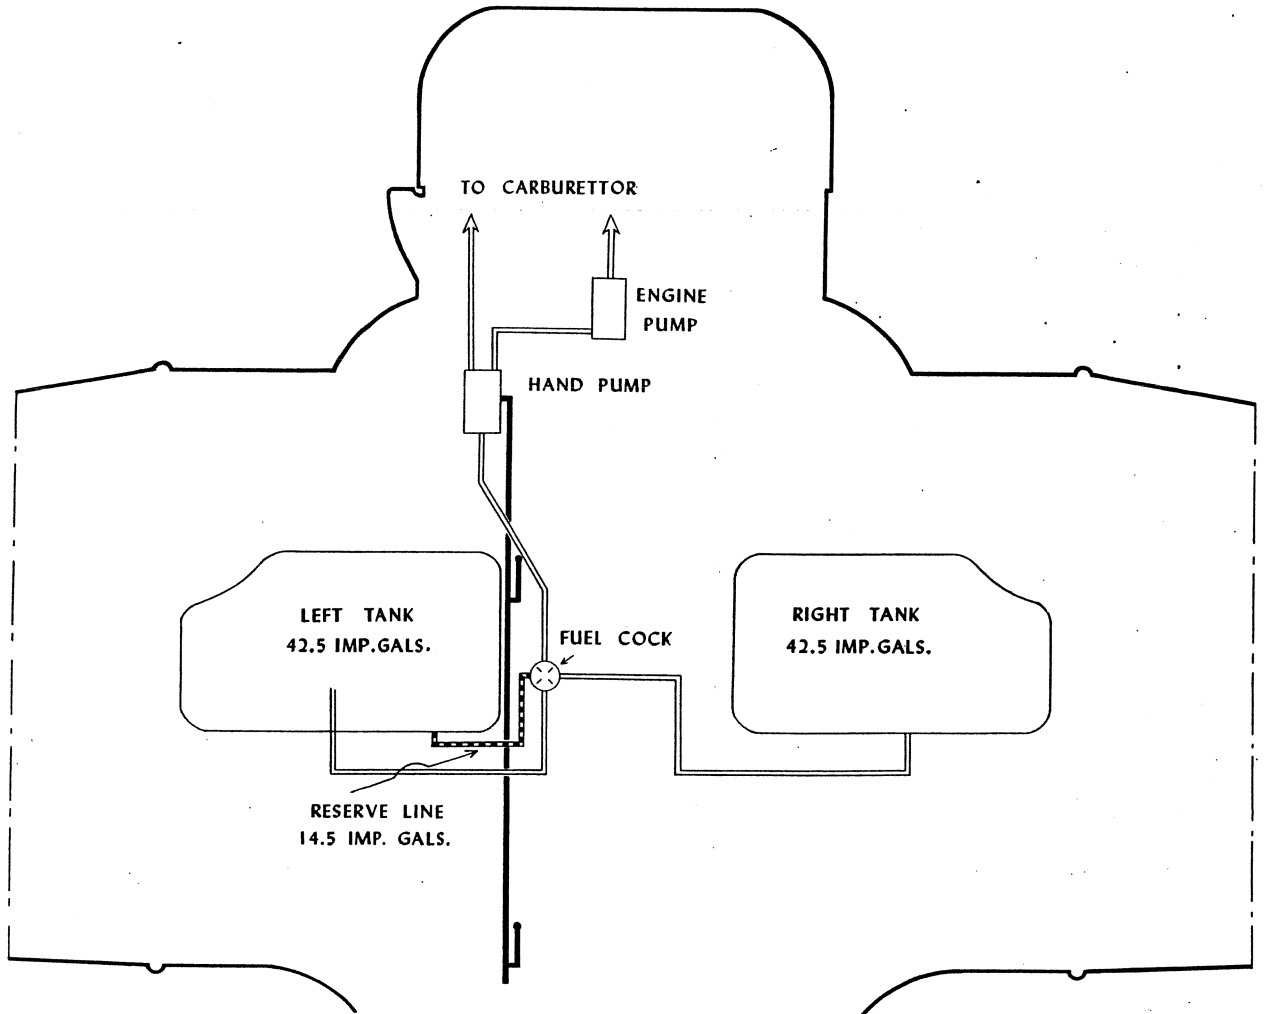 TO CARBURETTOR
ENGINE
PUMP
HAND PUMP
LEFT TANK
42.5 IMP.GALS.
RIGHT TANK
42.5 IMP.GALS.
FUEL COCK
RESERVE LINE
14.5 IMP. GALS.